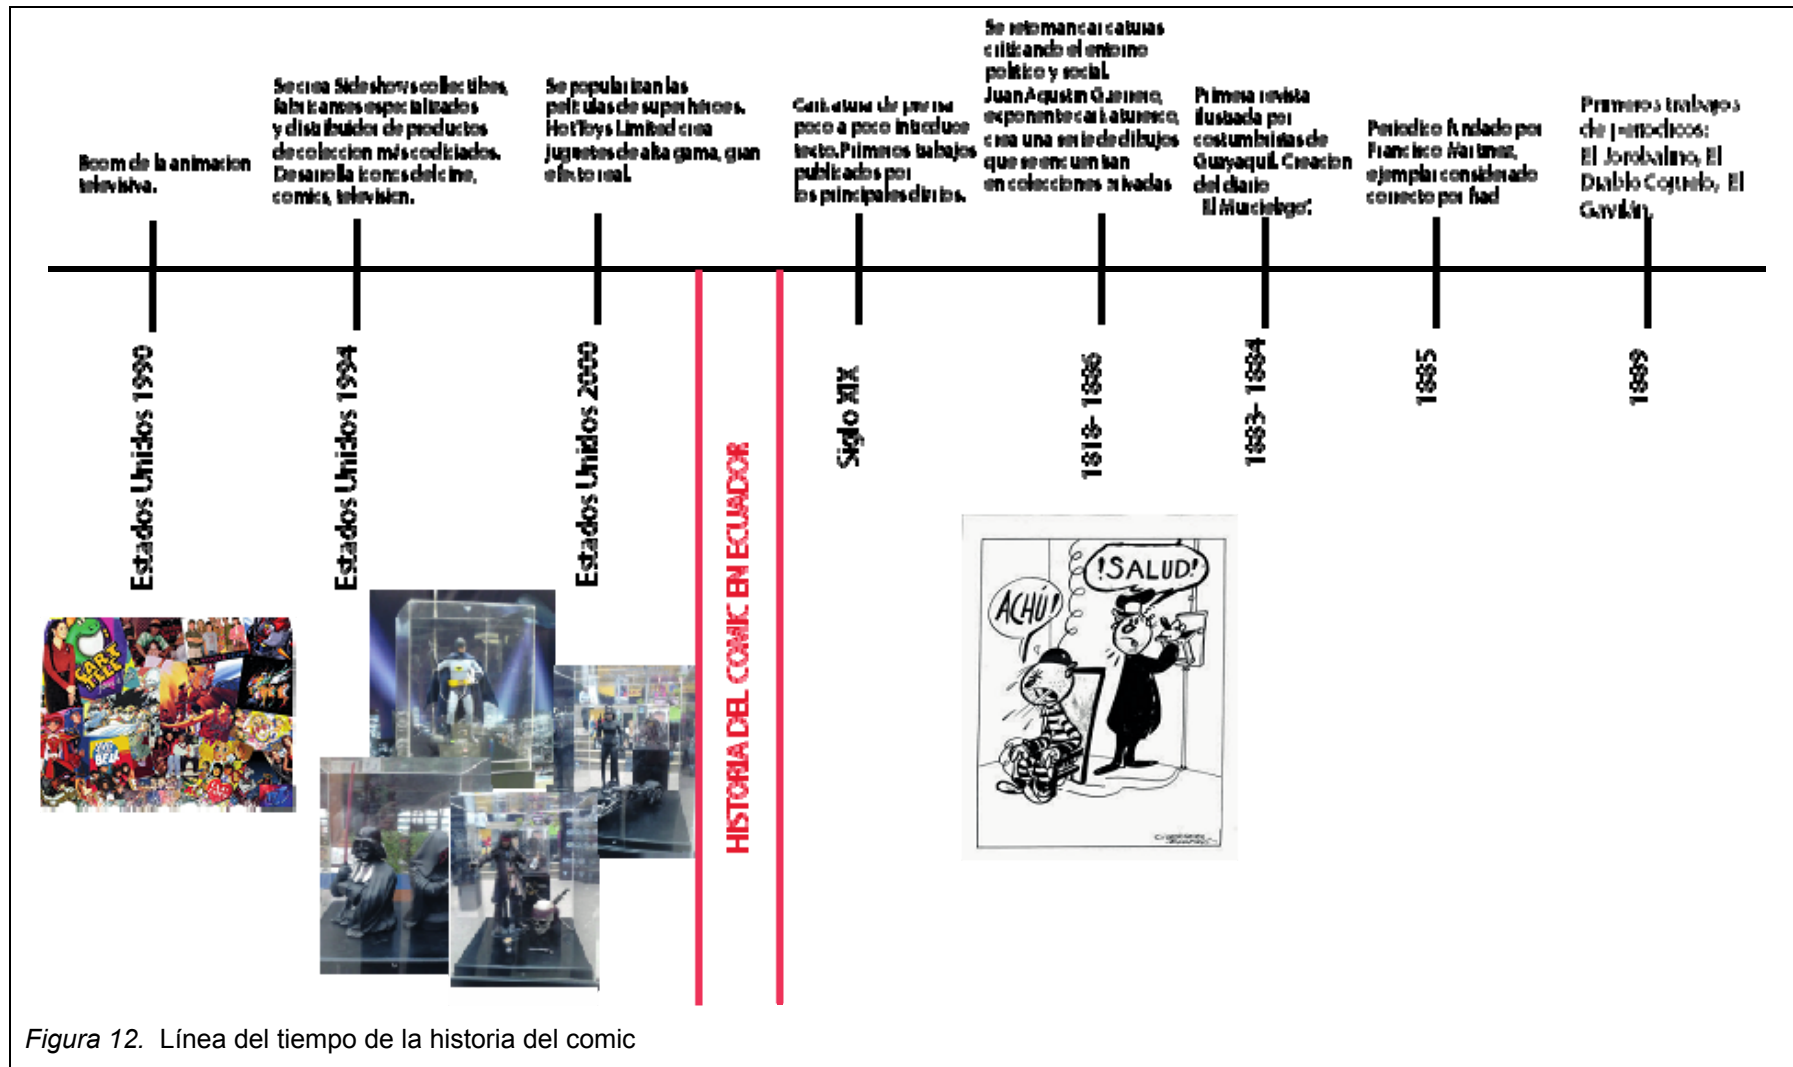 Boom de la animacion
televisiva.
Se crea Sideshows collectibes,
fabricantes especializados
y distribuidor de productos
de coleccion más codiciados.
Desarrolla iconos del cine,
comics, television.
Se popularizan las
peliculas de superhéroes.
Hot Toys Limited crea
juguetes de alta gama, gran
efecto real.
Caricatura de prensa
poco a poco introduce
texto. Primeros trabajos
publicados por
los principales diarios.
Se retoman caricaturas
criticando el entorno
politico y social.
Juan Agustin Guerrero,
exponente caricaturesco,
crea una serie de dibujos
que se encuentran
en colecciones privadas
Primera revista
ilustrada por
costumbristas de
Guayaquil. Creacion
del diario
"El Murcielago".
Periodico fundado por
Francisco Martinez,
ejemplar considerado
correcto por
Primeros trabajos
de periodicos:
El Jorobalino, El
Diablo Cojuelo, El
Gavilán.
Estados Unidos 1990
Estados Unidos 1994
Estados Unidos 2000
HISTORIA DEL COMIC EN ECUADOR
Siglo XIX
1818- 1886
1883- 1884
1885
1889
ACHÚ!
!SALUD!
Figura 12. Línea del tiempo de la historia del comic